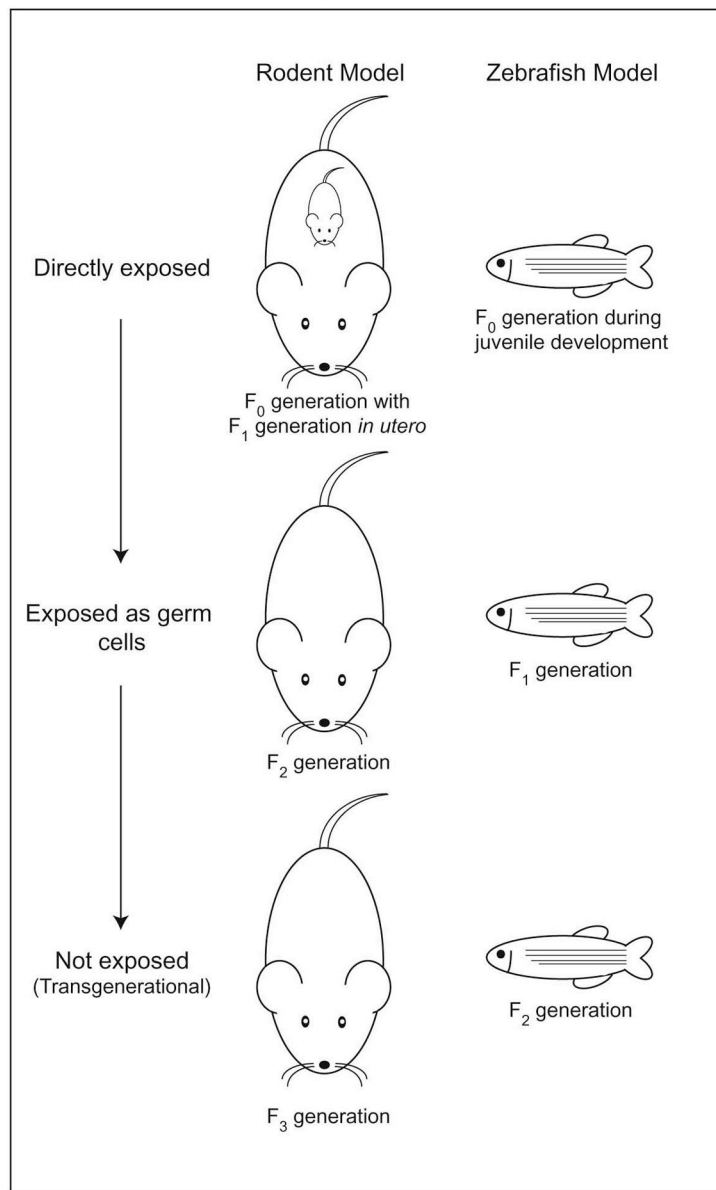 Rodent Model
Zebrafish Model
Directly exposed
F₀ generation during
juvenile development
F₀ generation with
F₁ generation in utero
Exposed as germ
cells
F₁ generation
F₂ generation
Not exposed
(Transgenerational)
F₂ generation
F₃ generation